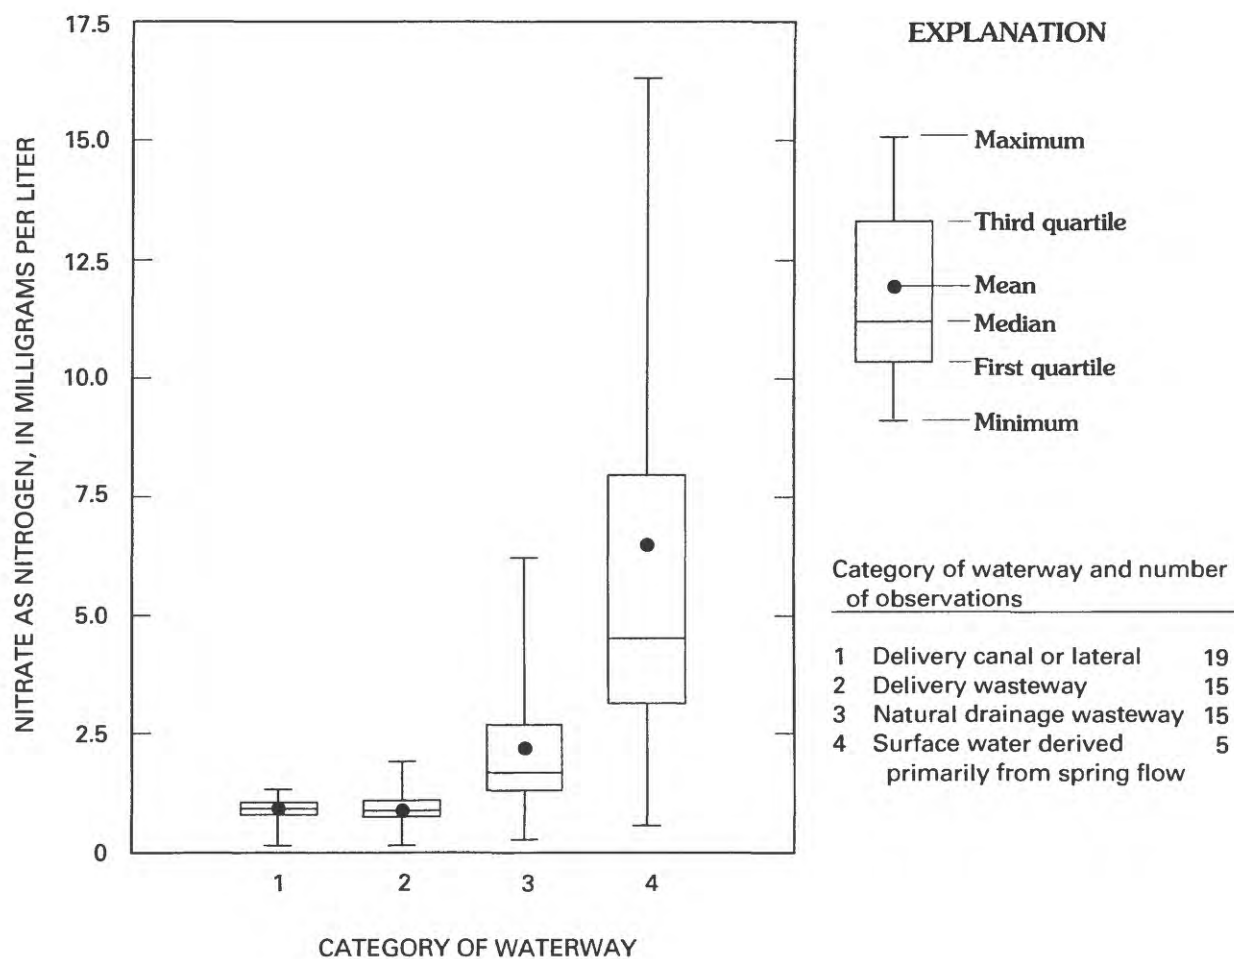 NITRATE AS NITROGEN, IN MILLIGRAMS PER LITER
17.5
15.0
12.5
10.0
7.5
5.0
2.5
0
1 2 3 4
CATEGORY OF WATERWAY
EXPLANATION
Maximum
Third quartile
Mean
Median
First quartile
Minimum
Category of waterway and number
of observations
1 Delivery canal or lateral 19
2 Delivery wasteway 15
3 Natural drainage wasteway 15
4 Surface water derived 5
primarily from spring flow